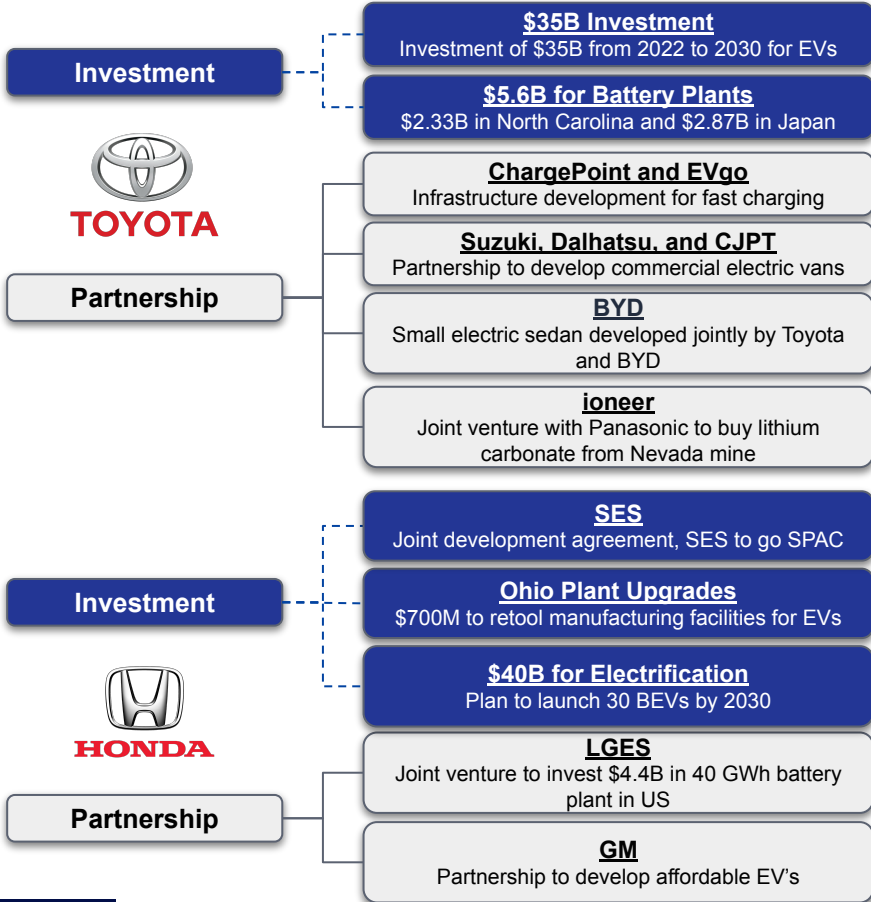 $35B Investment
Investment of $35B from 2022 to 2030 for EVs
Investment
$5.6B for Battery Plants
$2.33B in North Carolina and $2.87B in Japan
TOYOTA
ChargePoint and EVgo
Infrastructure development for fast charging
Suzuki, Dalhatsu, and CJPT
Partnership to develop commercial electric vans
Partnership
BYD
Small electric sedan developed jointly by Toyota
and BYD
ioneer
Joint venture with Panasonic to buy lithium
carbonate from Nevada mine
SES
Joint development agreement, SES to go SPAC
Investment
Ohio Plant Upgrades
$700M to retool manufacturing facilities for EVs
$40B for Electrification
Plan to launch 30 BEVs by 2030
HONDA
LGES
Joint venture to invest $4.4B in 40 GWh battery
plant in US
Partnership
GM
Partnership to develop affordable EV's